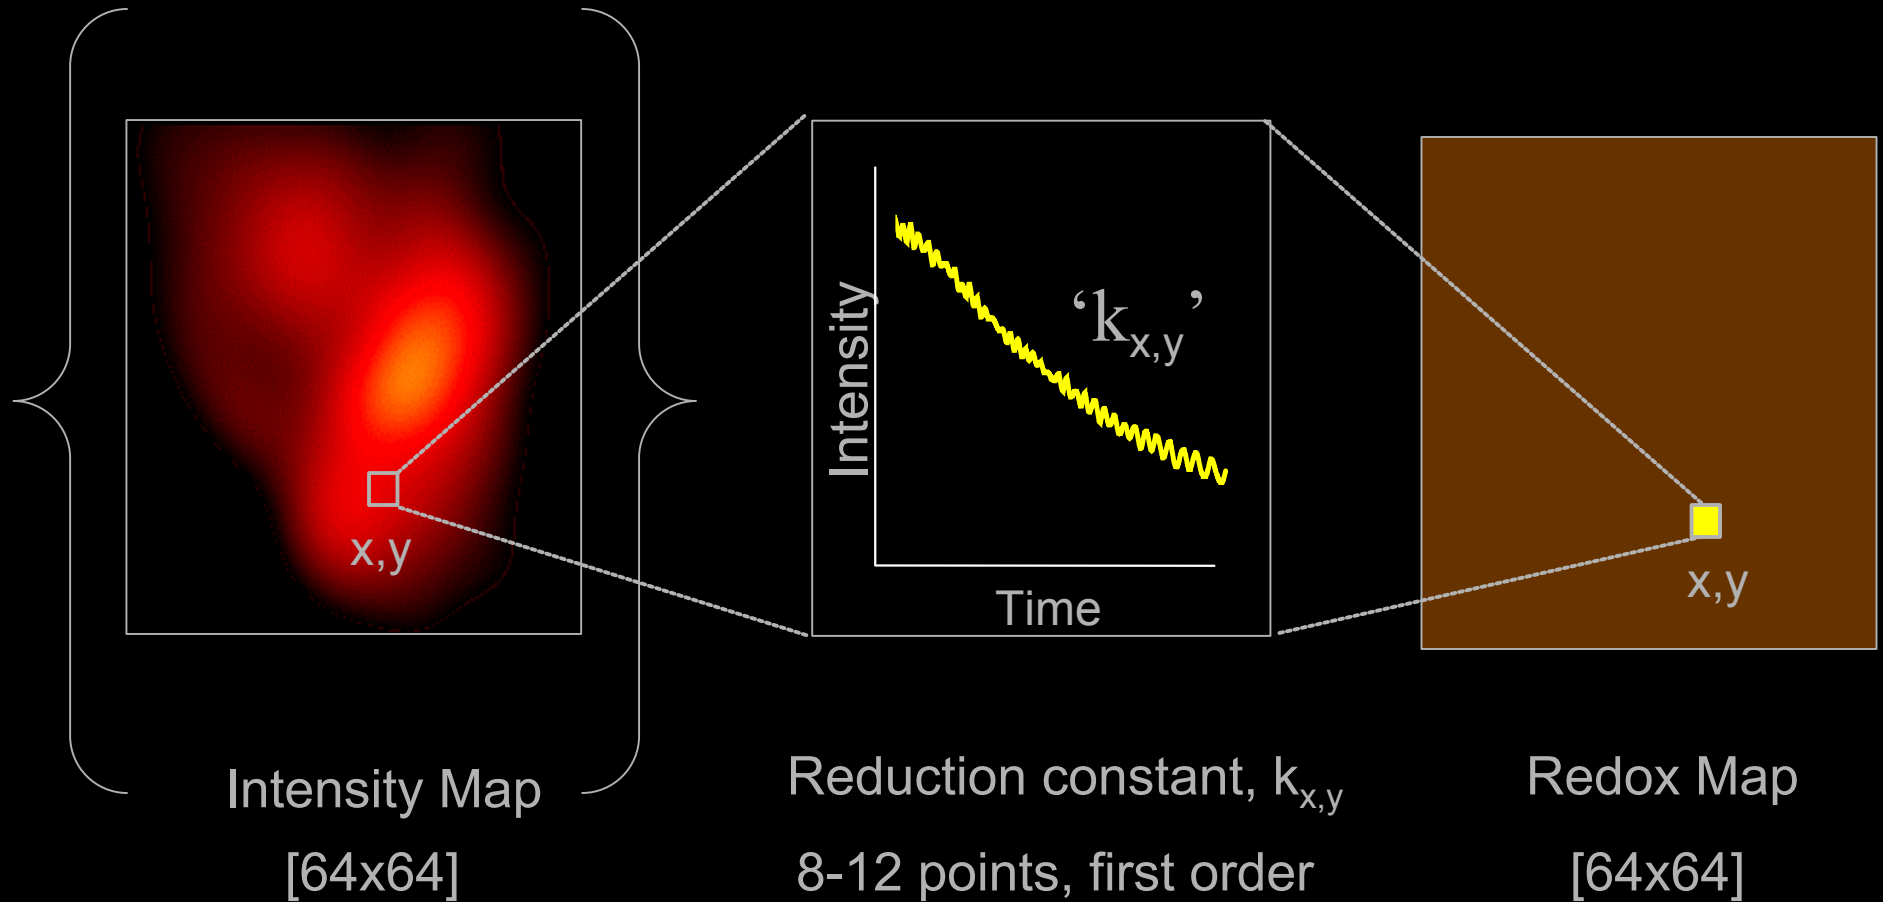 x,y
Intensity
‘kx,y’
Time
x,y
Intensity Map
[64x64]
Reduction constant, kx,y
8-12 points, first order
Redox Map
[64x64]